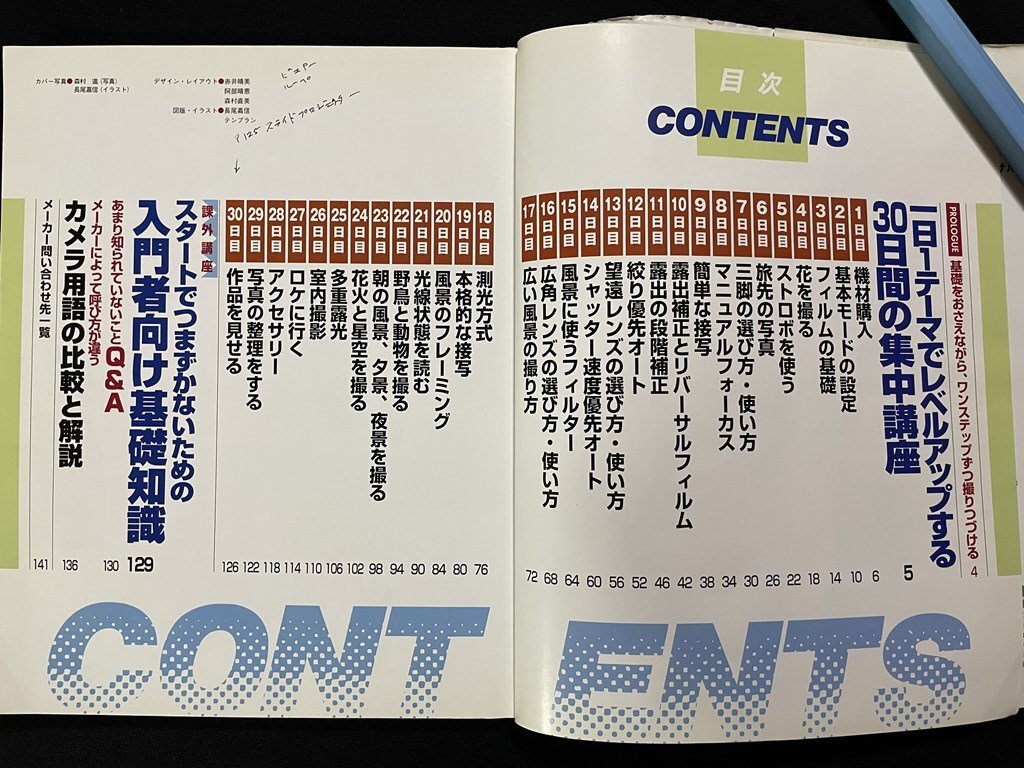 目次
CONTENTS
PROLOGUE 基礎をおさえながら、ワンステップずつ撮りつづける 4
一日一テーマでレベルアップする
30日間の集中講座 5
1日目 機材購入 6
2日目 基本モードの設定 10
3日目 フィルムの基礎 14
4日目 花を撮る 18
5日目 ストロボを使う 22
6日目 旅先の写真 26
7日目 三脚の選び方・使い方 30
8日目 マニュアルフォーカス 34
9日目 簡単な接写 38
10日目 露出補正とリバーサルフィルム 42
11日目 露出の段階補正 46
12日目 絞り優先オート 52
13日目 望遠レンズの選び方・使い方 56
14日目 シャッター速度優先オート 60
15日目 風景に使うフィルター 64
16日目 広角レンズの選び方・使い方 68
17日目 広い風景の撮り方 72
18日目 測光方式 76
19日目 本格的な接写 80
20日目 風景のフレーミング 84
21日目 光線状態を読む 90
22日目 野鳥と動物を撮る 94
23日目 朝の風景、夕景、夜景を撮る 98
24日目 花火と星空を撮る 102
25日目 多重露光 106
26日目 室内撮影 110
27日目 ロケに行く 114
28日目 アクセサリー 118
29日目 写真の整理をする 122
30日目 作品を見せる 126
課外講座
スタートでつまずかないための
入門者向け基礎知識 129
あまり知られていないことQ&A 130
メーカーによって呼び方が違う
カメラ用語の比較と解説 136
メーカー問い合わせ先一覧 141
カバー写真●森村 進(写真)
長尾嘉信(イラスト)
デザイン・レイアウト●赤井晴美
阿部晴恵
森村直美
図版・イラスト●長尾嘉信
テンプラン
ビュアー
ルーペ
P125 スライドプロジェクター
↓
CONTENTS